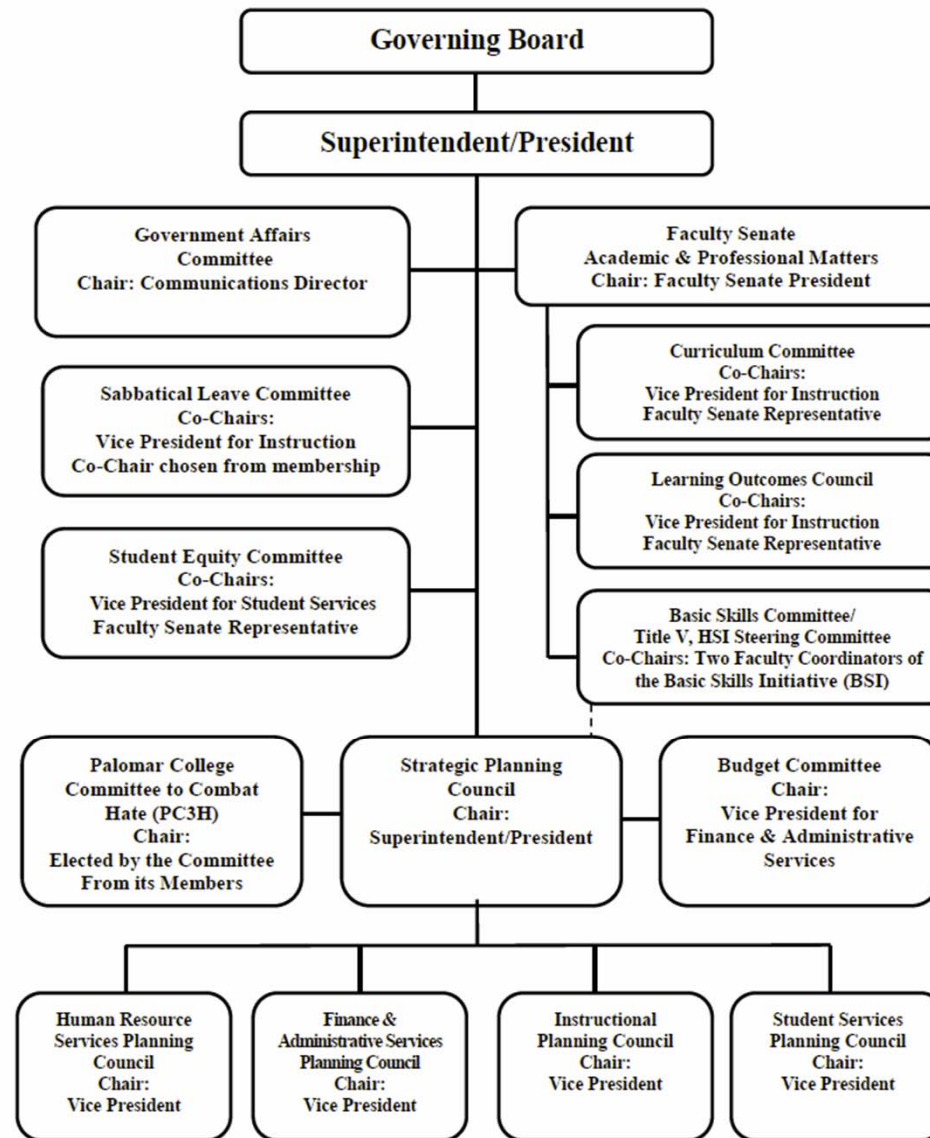 Governing Board
Superintendent/President
Government Affairs
Committee
Chair: Communications Director
Faculty Senate
Academic & Professional Matters
Chair: Faculty Senate President
Curriculum Committee
Co-Chairs:
Vice President for Instruction
Faculty Senate Representative
Sabbatical Leave Committee
Co-Chairs:
Vice President for Instruction
Co-Chair chosen from membership
Learning Outcomes Council
Co-Chairs:
Vice President for Instruction
Faculty Senate Representative
Student Equity Committee
Co-Chairs:
Vice President for Student Services
Faculty Senate Representative
Basic Skills Committee/
Title V, HSI Steering Committee
Co-Chairs: Two Faculty Coordinators of
the Basic Skills Initiative (BSI)
Palomar College
Committee to Combat
Hate (PC3H)
Chair:
Elected by the Committee
From its Members
Strategic Planning
Council
Chair:
Superintendent/President
Budget Committee
Chair:
Vice President for
Finance & Administrative
Services
Human Resource
Services Planning
Council
Chair:
Vice President
Finance &
Administrative Services
Planning Council
Chair:
Vice President
Instructional
Planning Council
Chair:
Vice President
Student Services
Planning Council
Chair:
Vice President